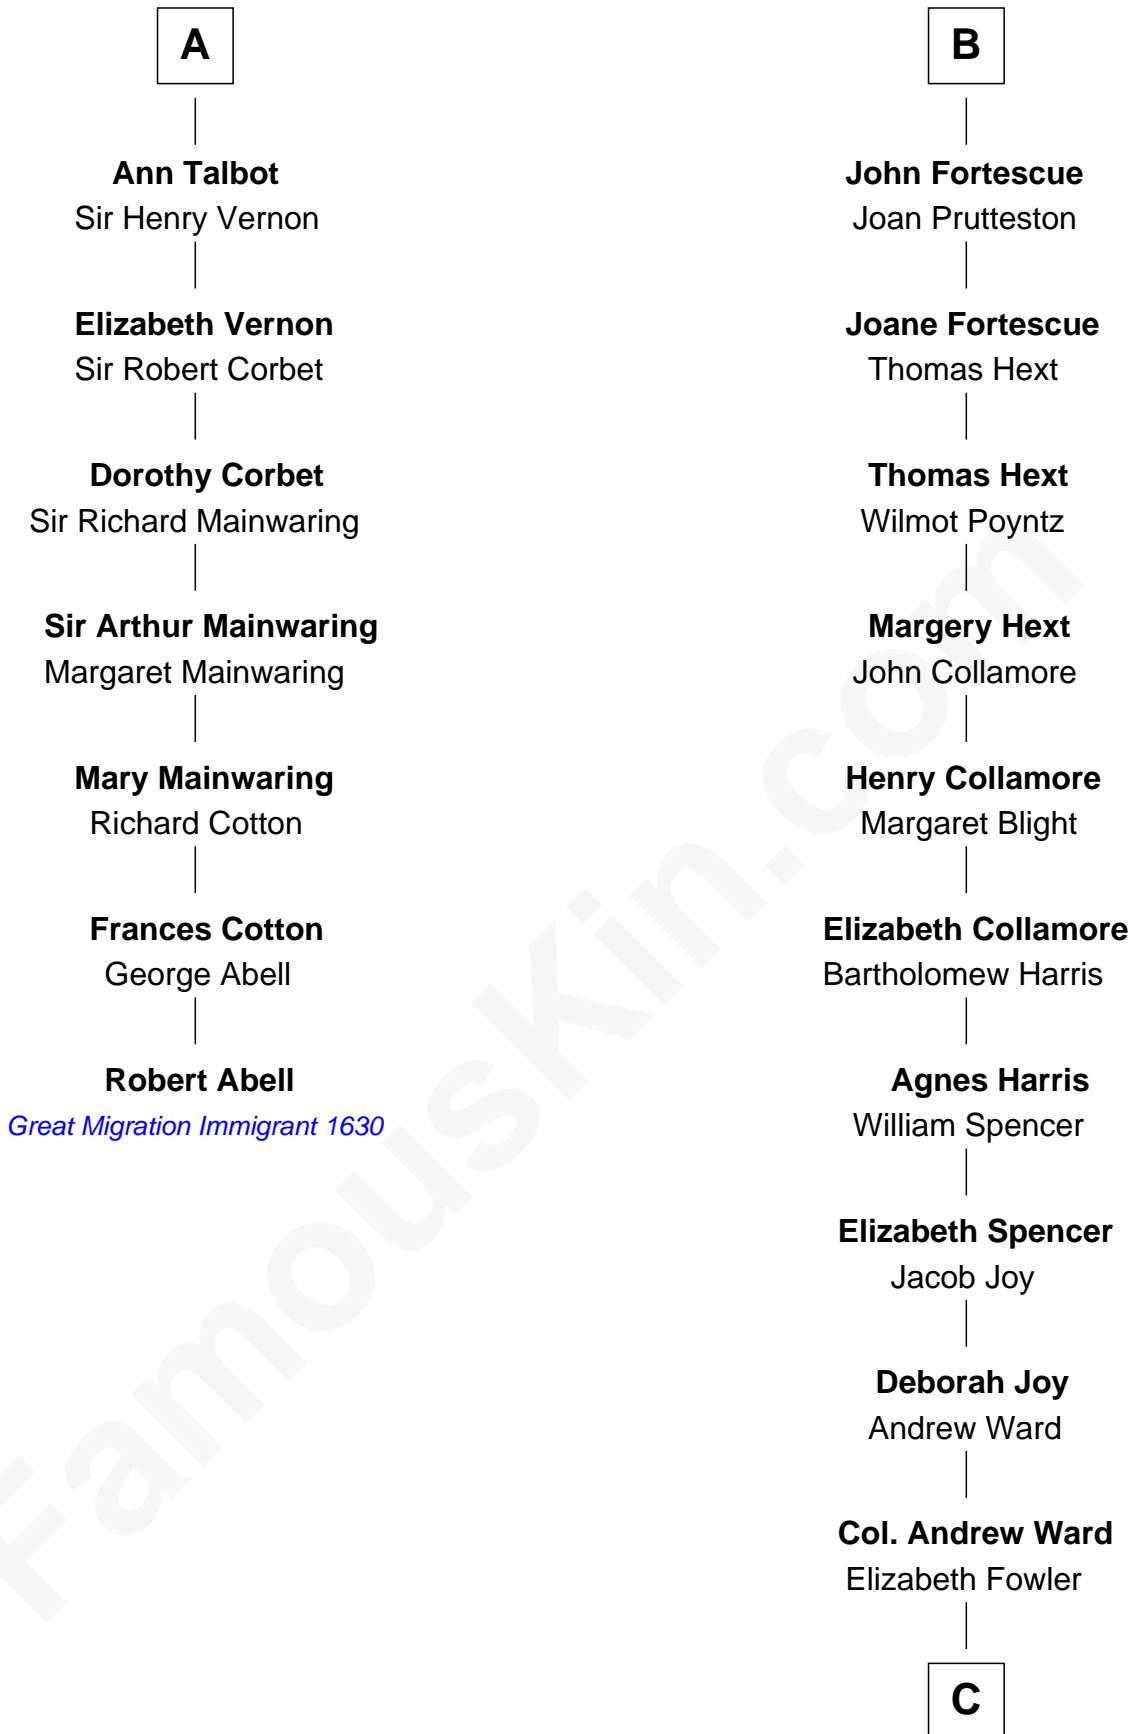 A
Ann Talbot
Sir Henry Vernon
Elizabeth Vernon
Sir Robert Corbet
Dorothy Corbet
Sir Richard Mainwaring
Sir Arthur Mainwaring
Margaret Mainwaring
Mary Mainwaring
Richard Cotton
Frances Cotton
George Abell
Robert Abell
Great Migration Immigrant 1630
B
John Fortescue
Joan Prutteston
Joane Fortescue
Thomas Hext
Thomas Hext
Wilmot Poyntz
Margery Hext
John Collamore
Henry Collamore
Margaret Blight
Elizabeth Collamore
Bartholomew Harris
Agnes Harris
William Spencer
Elizabeth Spencer
Jacob Joy
Deborah Joy
Andrew Ward
Col. Andrew Ward
Elizabeth Fowler
C
FamousKin.com